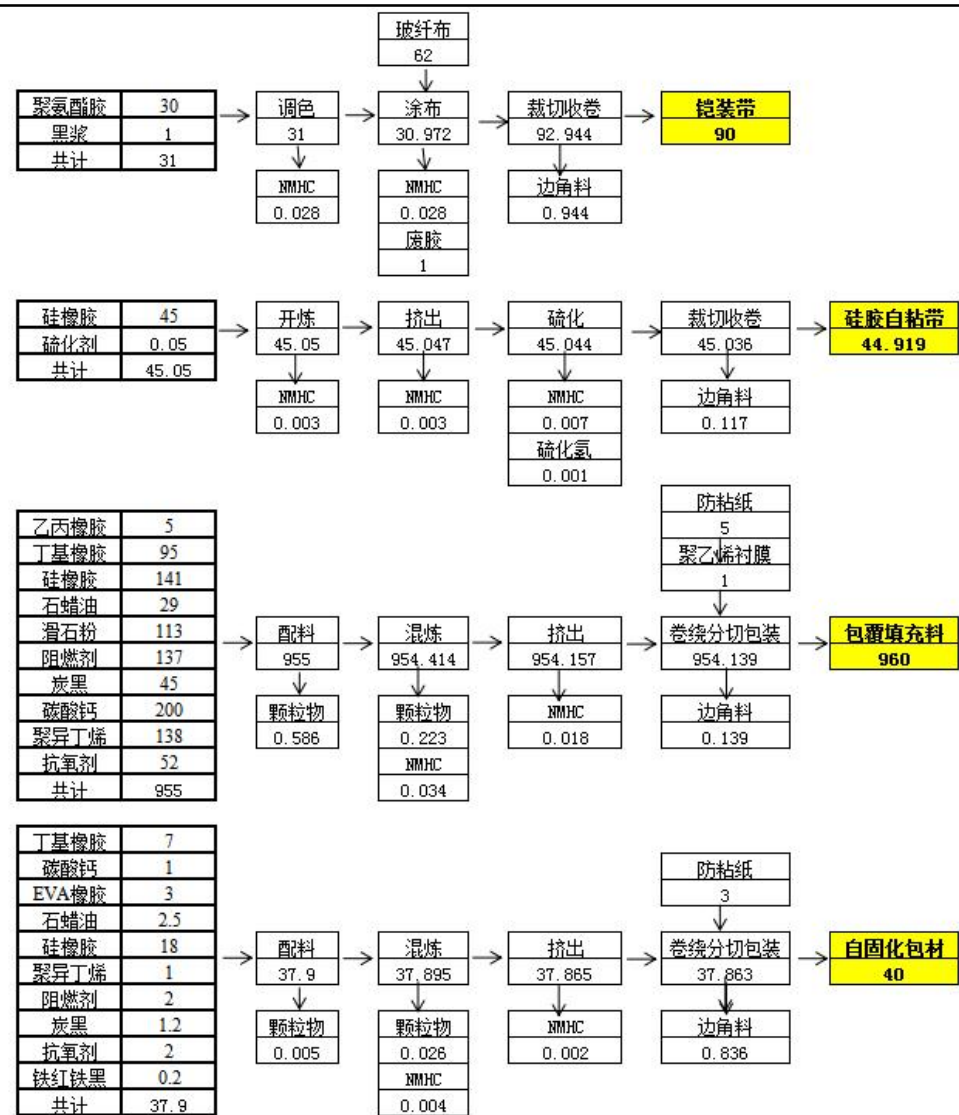 玻纤布
62
聚氨酯胶 30
黑浆 1
共计 31
调色
31
涂布
30.972
裁切收卷
92.944
铠装带
90
NMHC
0.028
NMHC
0.028
废胶
1
边角料
0.944
硅橡胶 45
硫化剂 0.05
共计 45.05
开炼
45.05
挤出
45.047
硫化
45.044
裁切收卷
45.036
硅胶自粘带
44.919
NMHC
0.003
NMHC
0.003
NMHC
0.007
硫化氢
0.001
边角料
0.117
防粘纸
5
聚乙烯衬膜
1
乙丙橡胶 5
丁基橡胶 95
硅橡胶 141
石蜡油 29
滑石粉 113
阻燃剂 137
炭黑 45
碳酸钙 200
聚异丁烯 138
抗氧剂 52
共计 955
配料
955
混炼
954.414
挤出
954.157
卷绕分切包装
954.139
包覆填充料
960
颗粒物
0.586
颗粒物
0.223
NMHC
0.034
NMHC
0.018
边角料
0.139
丁基橡胶 7
碳酸钙 1
EVA橡胶 3
石蜡油 2.5
硅橡胶 18
聚异丁烯 1
阻燃剂 2
炭黑 1.2
抗氧剂 2
铁红铁黑 0.2
共计 37.9
防粘纸
3
配料
37.9
混炼
37.895
挤出
37.865
卷绕分切包装
37.863
自固化包材
40
颗粒物
0.005
颗粒物
0.026
NMHC
0.004
NMHC
0.002
边角料
0.836